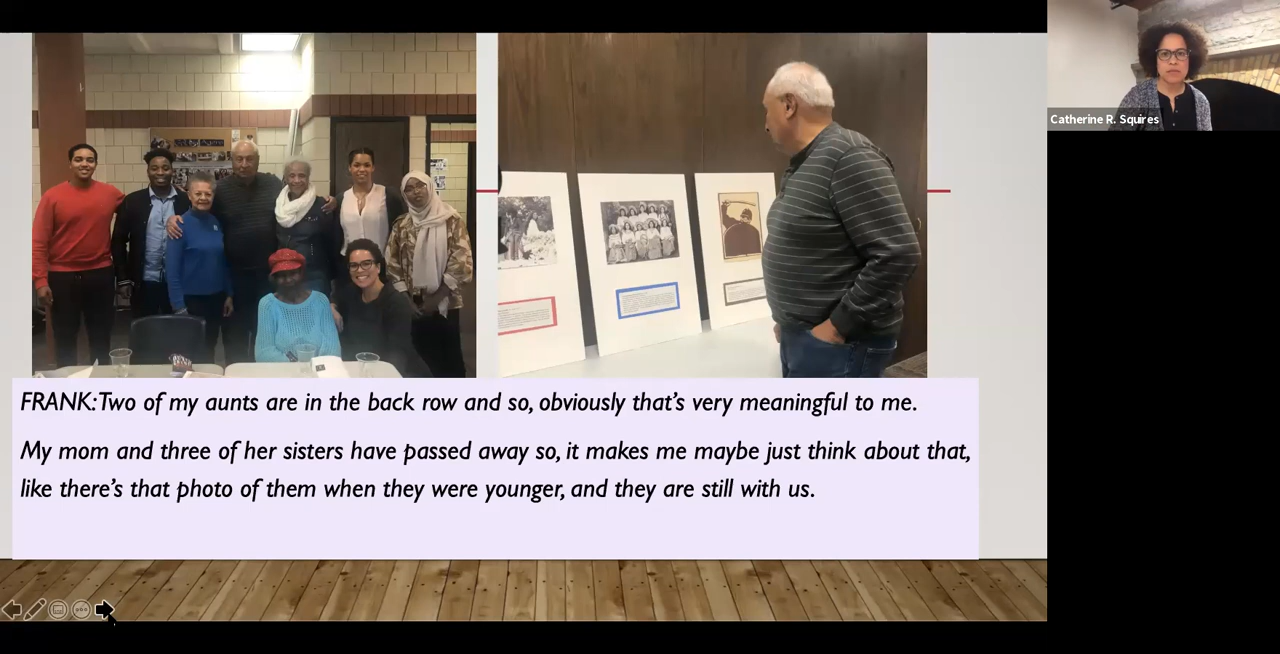 Catherine R. Squires
FRANK:Two of my aunts are in the back row and so, obviously that's very meaningful to me.
My mom and three of her sisters have passed away so, it makes me maybe just think about that,
like there's that photo of them when they were younger, and they are still with us.